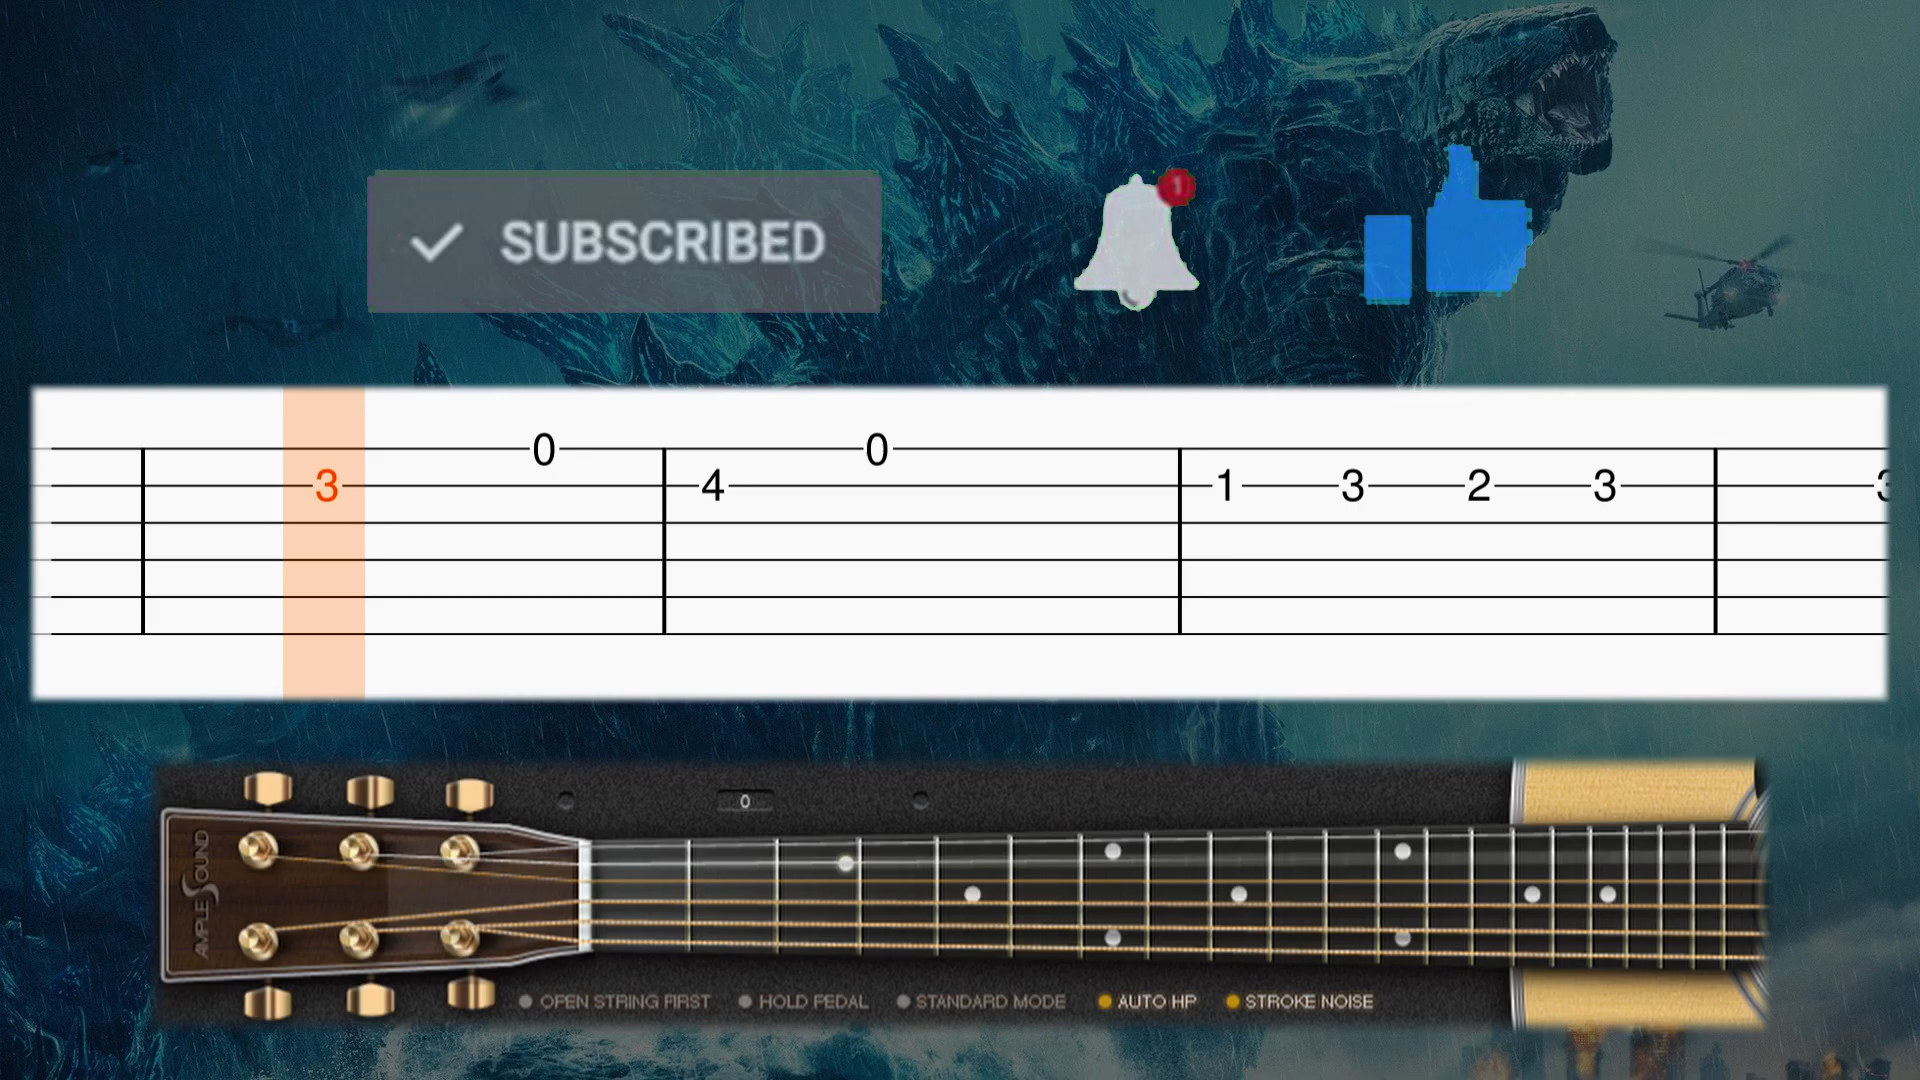 SUBSCRIBED
1
0 0
3 4 1 3 2 3 3
0
AMPLE SOUND
OPEN STRING FIRST HOLD PEDAL STANDARD MODE AUTO HP STROKE NOISE